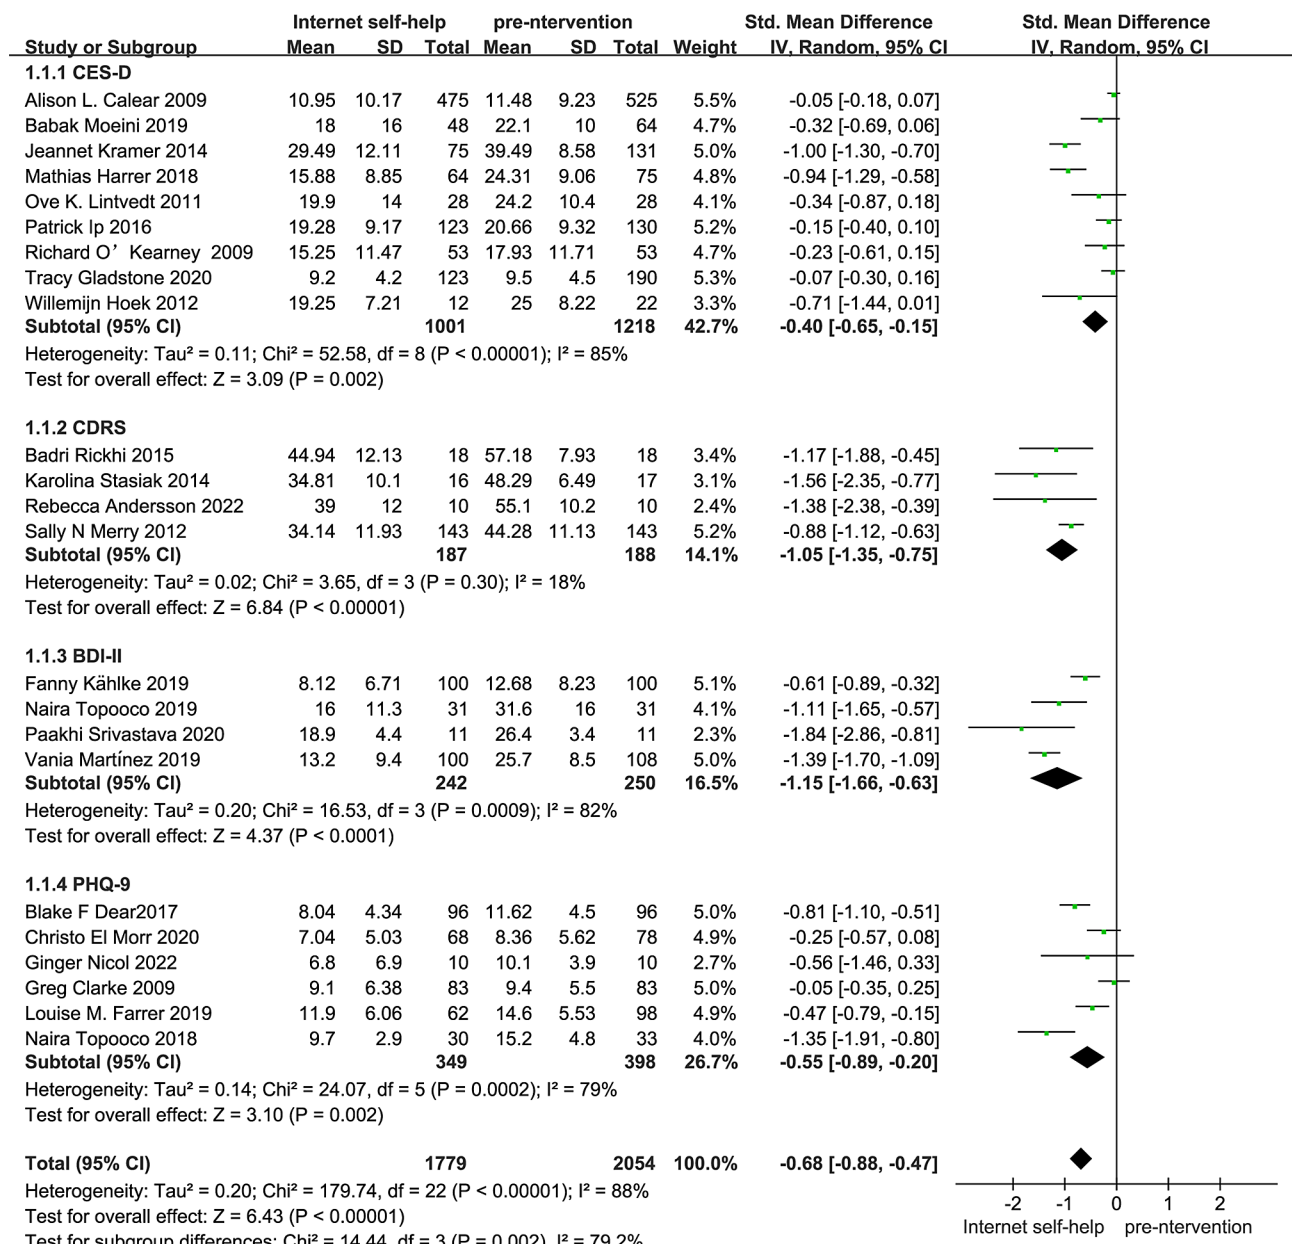 Internet self-help pre-ntervention Std. Mean Difference Std. Mean Difference
Study or Subgroup Mean SD Total Mean SD Total Weight IV, Random, 95% CI IV, Random, 95% CI
1.1.1 CES-D
Alison L. Calear 2009 10.95 10.17 475 11.48 9.23 525 5.5% -0.05 [-0.18, 0.07]
Babak Moeini 2019 18 16 48 22.1 10 64 4.7% -0.32 [-0.69, 0.06]
Jeannet Kramer 2014 29.49 12.11 75 39.49 8.58 131 5.0% -1.00 [-1.30, -0.70]
Mathias Harrer 2018 15.88 8.85 64 24.31 9.06 75 4.8% -0.94 [-1.29, -0.58]
Ove K. Lintvedt 2011 19.9 14 28 24.2 10.4 28 4.1% -0.34 [-0.87, 0.18]
Patrick Ip 2016 19.28 9.17 123 20.66 9.32 130 5.2% -0.15 [-0.40, 0.10]
Richard O’ Kearney 2009 15.25 11.47 53 17.93 11.71 53 4.7% -0.23 [-0.61, 0.15]
Tracy Gladstone 2020 9.2 4.2 123 9.5 4.5 190 5.3% -0.07 [-0.30, 0.16]
Willemijn Hoek 2012 19.25 7.21 12 25 8.22 22 3.3% -0.71 [-1.44, 0.01]
Subtotal (95% CI) 1001 1218 42.7% -0.40 [-0.65, -0.15]
Heterogeneity: Tau² = 0.11; Chi² = 52.58, df = 8 (P < 0.00001); I² = 85%
Test for overall effect: Z = 3.09 (P = 0.002)
1.1.2 CDRS
Badri Rickhi 2015 44.94 12.13 18 57.18 7.93 18 3.4% -1.17 [-1.88, -0.45]
Karolina Stasiak 2014 34.81 10.1 16 48.29 6.49 17 3.1% -1.56 [-2.35, -0.77]
Rebecca Andersson 2022 39 12 10 55.1 10.2 10 2.4% -1.38 [-2.38, -0.39]
Sally N Merry 2012 34.14 11.93 143 44.28 11.13 143 5.2% -0.88 [-1.12, -0.63]
Subtotal (95% CI) 187 188 14.1% -1.05 [-1.35, -0.75]
Heterogeneity: Tau² = 0.02; Chi² = 3.65, df = 3 (P = 0.30); I² = 18%
Test for overall effect: Z = 6.84 (P < 0.00001)
1.1.3 BDI-II
Fanny Kählke 2019 8.12 6.71 100 12.68 8.23 100 5.1% -0.61 [-0.89, -0.32]
Naira Topooco 2019 16 11.3 31 31.6 16 31 4.1% -1.11 [-1.65, -0.57]
Paakhi Srivastava 2020 18.9 4.4 11 26.4 3.4 11 2.3% -1.84 [-2.86, -0.81]
Vania Martínez 2019 13.2 9.4 100 25.7 8.5 108 5.0% -1.39 [-1.70, -1.09]
Subtotal (95% CI) 242 250 16.5% -1.15 [-1.66, -0.63]
Heterogeneity: Tau² = 0.20; Chi² = 16.53, df = 3 (P = 0.0009); I² = 82%
Test for overall effect: Z = 4.37 (P < 0.0001)
1.1.4 PHQ-9
Blake F Dear2017 8.04 4.34 96 11.62 4.5 96 5.0% -0.81 [-1.10, -0.51]
Christo El Morr 2020 7.04 5.03 68 8.36 5.62 78 4.9% -0.25 [-0.57, 0.08]
Ginger Nicol 2022 6.8 6.9 10 10.1 3.9 10 2.7% -0.56 [-1.46, 0.33]
Greg Clarke 2009 9.1 6.38 83 9.4 5.5 83 5.0% -0.05 [-0.35, 0.25]
Louise M. Farrer 2019 11.9 6.06 62 14.6 5.53 98 4.9% -0.47 [-0.79, -0.15]
Naira Topooco 2018 9.7 2.9 30 15.2 4.8 33 4.0% -1.35 [-1.91, -0.80]
Subtotal (95% CI) 349 398 26.7% -0.55 [-0.89, -0.20]
Heterogeneity: Tau² = 0.14; Chi² = 24.07, df = 5 (P = 0.0002); I² = 79%
Test for overall effect: Z = 3.10 (P = 0.002)
Total (95% CI) 1779 2054 100.0% -0.68 [-0.88, -0.47]
Heterogeneity: Tau² = 0.20; Chi² = 179.74, df = 22 (P < 0.00001); I² = 88%
Test for overall effect: Z = 6.43 (P < 0.00001)
Test for subgroup differences: Chi² = 14.44, df = 3 (P = 0.002), I² = 79.2%
-2 -1 0 1 2
Internet self-help pre-ntervention